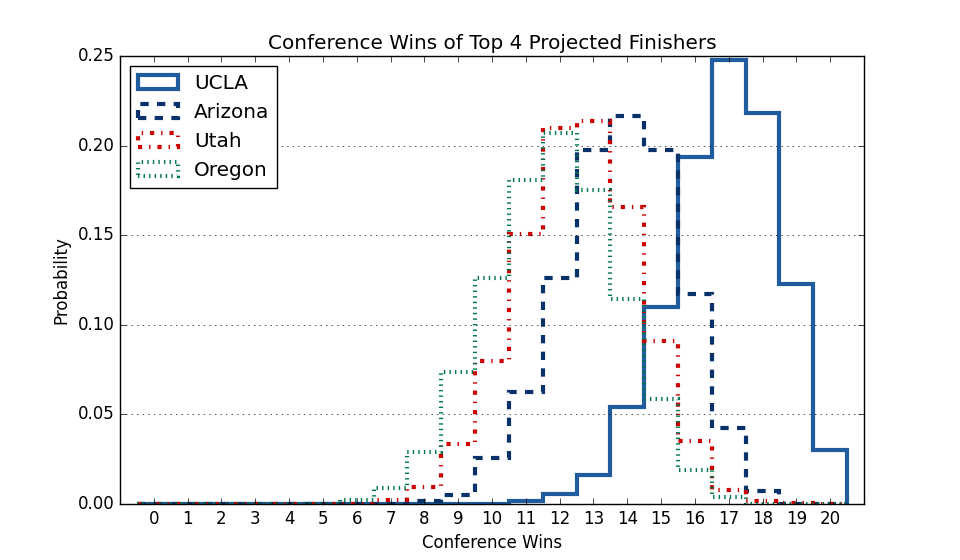 Conference Wins of Top 4 Projected Finishers
0.25
0.20
0.15
0.10
0.05
0.00
Probability
UCLA
Arizona
Utah
Oregon
0 1 2 3 4 5 6 7 8 9 10 11 12 13 14 15 16 17 18 19 20
Conference Wins